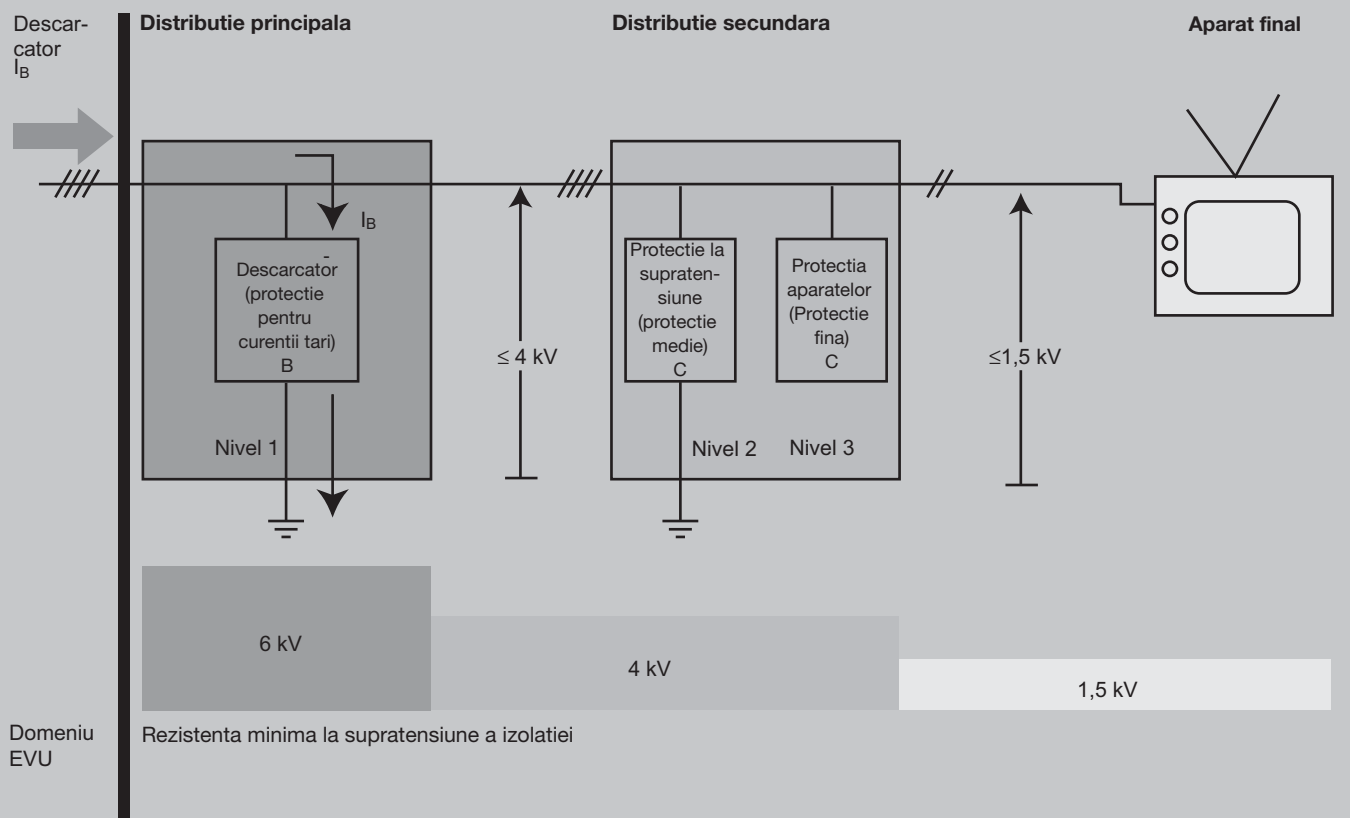 Descar-
cator
I_B
Distributie principala
Distributie secundara
Aparat final
I_B
Descarcator
(protectie
pentru
curentii tari)
B
Nivel 1
≤ 4 kV
Protectie la
supraten-
siune
(protectie
medie)
C
Nivel 2
Protectia
aparatelor
(Protectie
fina)
C
Nivel 3
≤1,5 kV
6 kV
4 kV
1,5 kV
Domeniu
EVU
Rezistenta minima la supratensiune a izolatiei